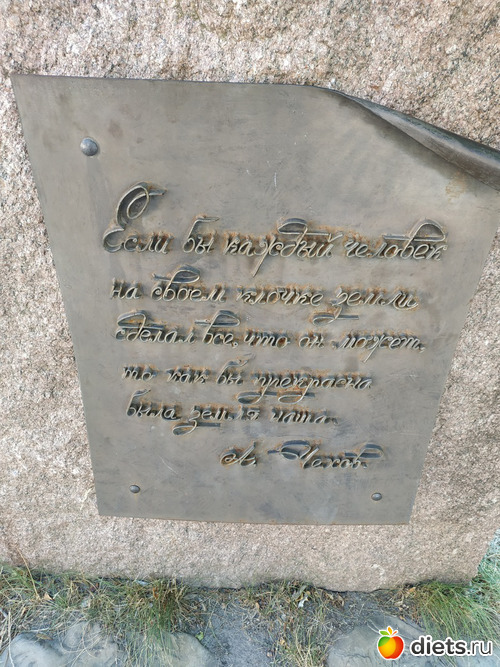 Если бы каждый человек
на своем клочке земли
сделал все, что он может,
то как бы прекрасна
была земля наша.
А. Чехов
diets.ru